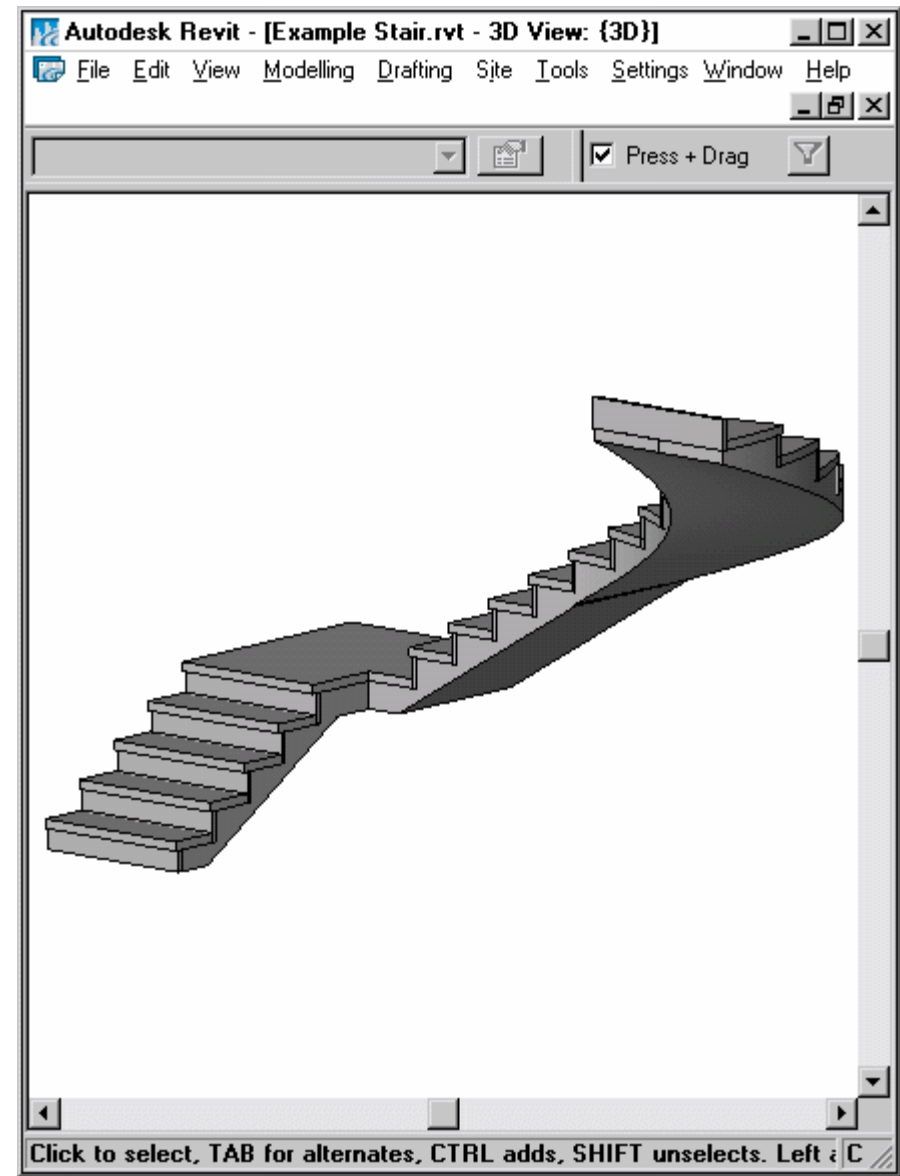 Autodesk Revit - [Example Stair.rvt - 3D View: {3D}]
File Edit View Modelling Drafting Site Tools Settings Window Help
Press + Drag
Click to select, TAB for alternates, CTRL adds, SHIFT unselects. Left C